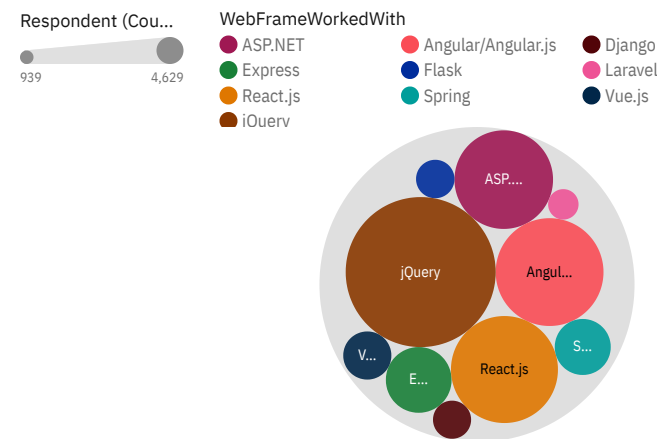 Respondent (Cou...
939
4,629
WebFrameWorkedWith
ASP.NET
Angular/Angular.js
Django
Express
Flask
Laravel
React.js
Spring
Vue.js
jQuery
ASP....
jQuery
Angul...
V...
E...
React.js
S...